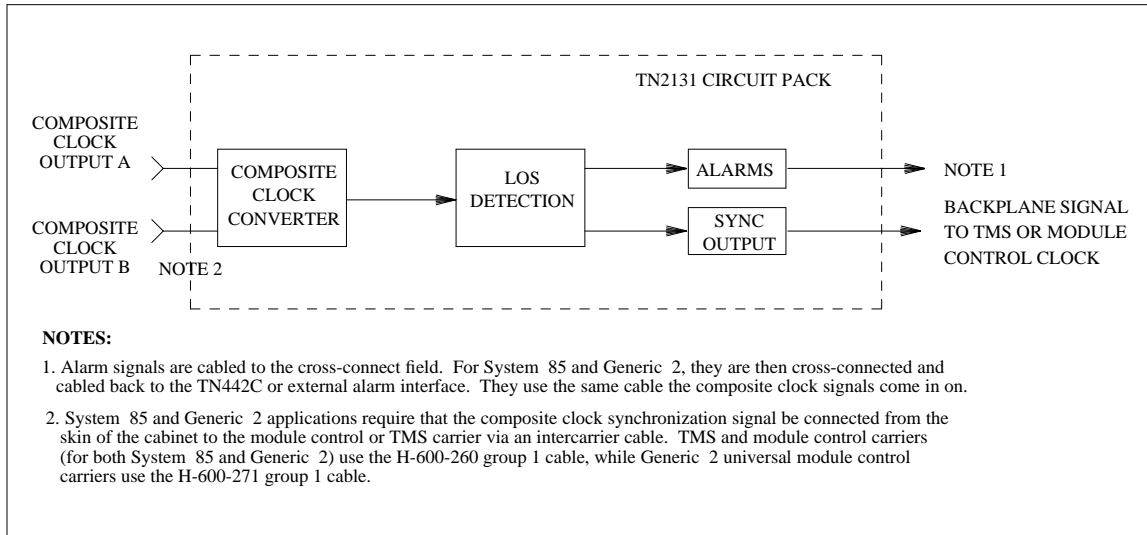 TN2131 CIRCUIT PACK
COMPOSITE
CLOCK
OUTPUT A
COMPOSITE
CLOCK
OUTPUT B
NOTE 2
COMPOSITE
CLOCK
CONVERTER
LOS
DETECTION
ALARMS
SYNC
OUTPUT
NOTE 1
BACKPLANE SIGNAL
TO TMS OR MODULE
CONTROL CLOCK
NOTES:
1. Alarm signals are cabled to the cross-connect field. For System 85 and Generic 2, they are then cross-connected and
cabled back to the TN442C or external alarm interface. They use the same cable the composite clock signals come in on.
2. System 85 and Generic 2 applications require that the composite clock synchronization signal be connected from the
skin of the cabinet to the module control or TMS carrier via an intercarrier cable. TMS and module control carriers
(for both System 85 and Generic 2) use the H-600-260 group 1 cable, while Generic 2 universal module control
carriers use the H-600-271 group 1 cable.